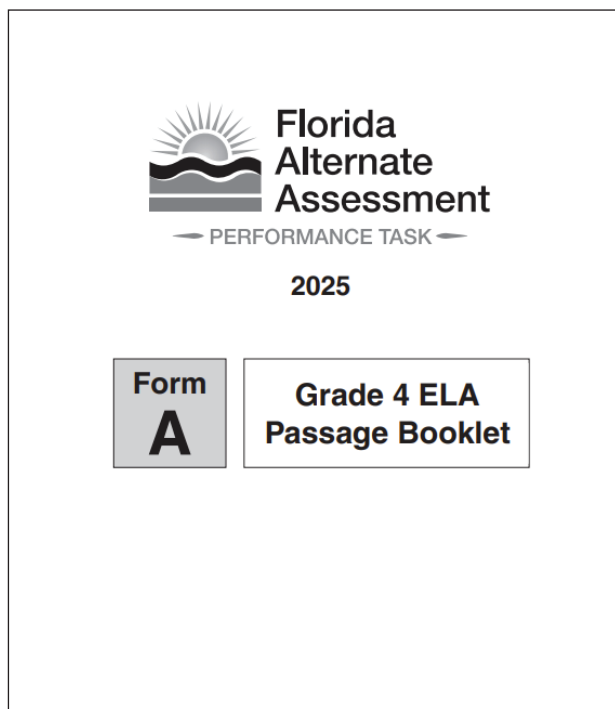 Florida
Alternate
Assessment
PERFORMANCE TASK
2025
Form
A
Grade 4 ELA
Passage Booklet